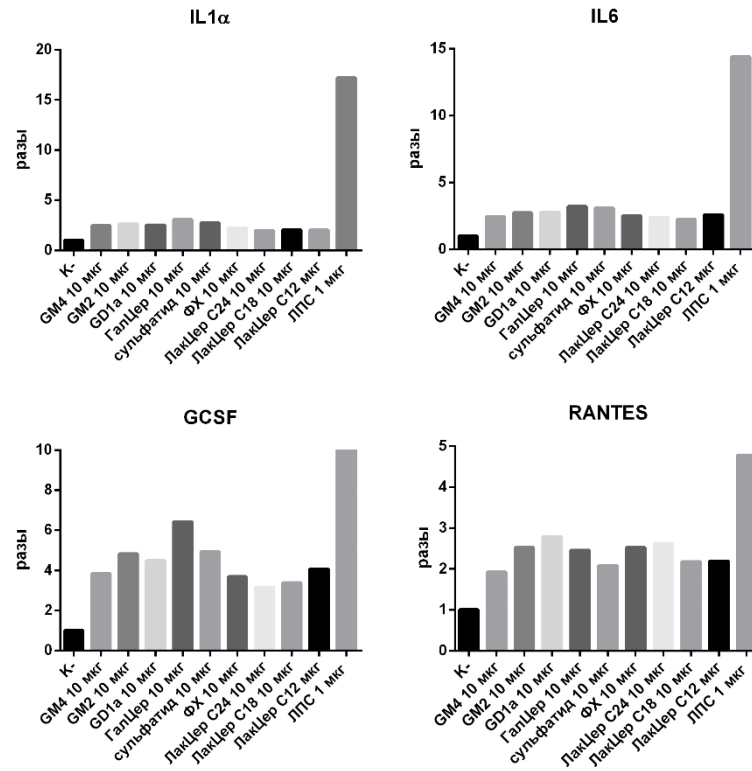 IL1α
разы
20
15
10
5
0
К-
GM4 10 мкг
GM2 10 мкг
GD1a 10 мкг
ГалЦер 10 мкг
сульфатид 10 мкг
ФХ 10 мкг
ЛакЦер С24 10 мкг
ЛакЦер С18 10 мкг
ЛакЦер С12 мкг
ЛПС 1 мкг
IL6
разы
15
10
5
0
К-
GM4 10 мкг
GM2 10 мкг
GD1a 10 мкг
ГалЦер 10 мкг
сульфатид 10 мкг
ФХ 10 мкг
ЛакЦер С24 10 мкг
ЛакЦер С18 10 мкг
ЛакЦер С12 мкг
ЛПС 1 мкг
GCSF
разы
10
8
6
4
2
0
К-
GM4 10 мкг
GM2 10 мкг
GD1a 10 мкг
ГалЦер 10 мкг
сульфатид 10 мкг
ФХ 10 мкг
ЛакЦер С24 10 мкг
ЛакЦер С18 10 мкг
ЛакЦер С12 мкг
ЛПС 1 мкг
RANTES
разы
5
4
3
2
1
0
К-
GM4 10 мкг
GM2 10 мкг
GD1a 10 мкг
ГалЦер 10 мкг
сульфатид 10 мкг
ФХ 10 мкг
ЛакЦер С24 10 мкг
ЛакЦер С18 10 мкг
ЛакЦер С12 мкг
ЛПС 1 мкг